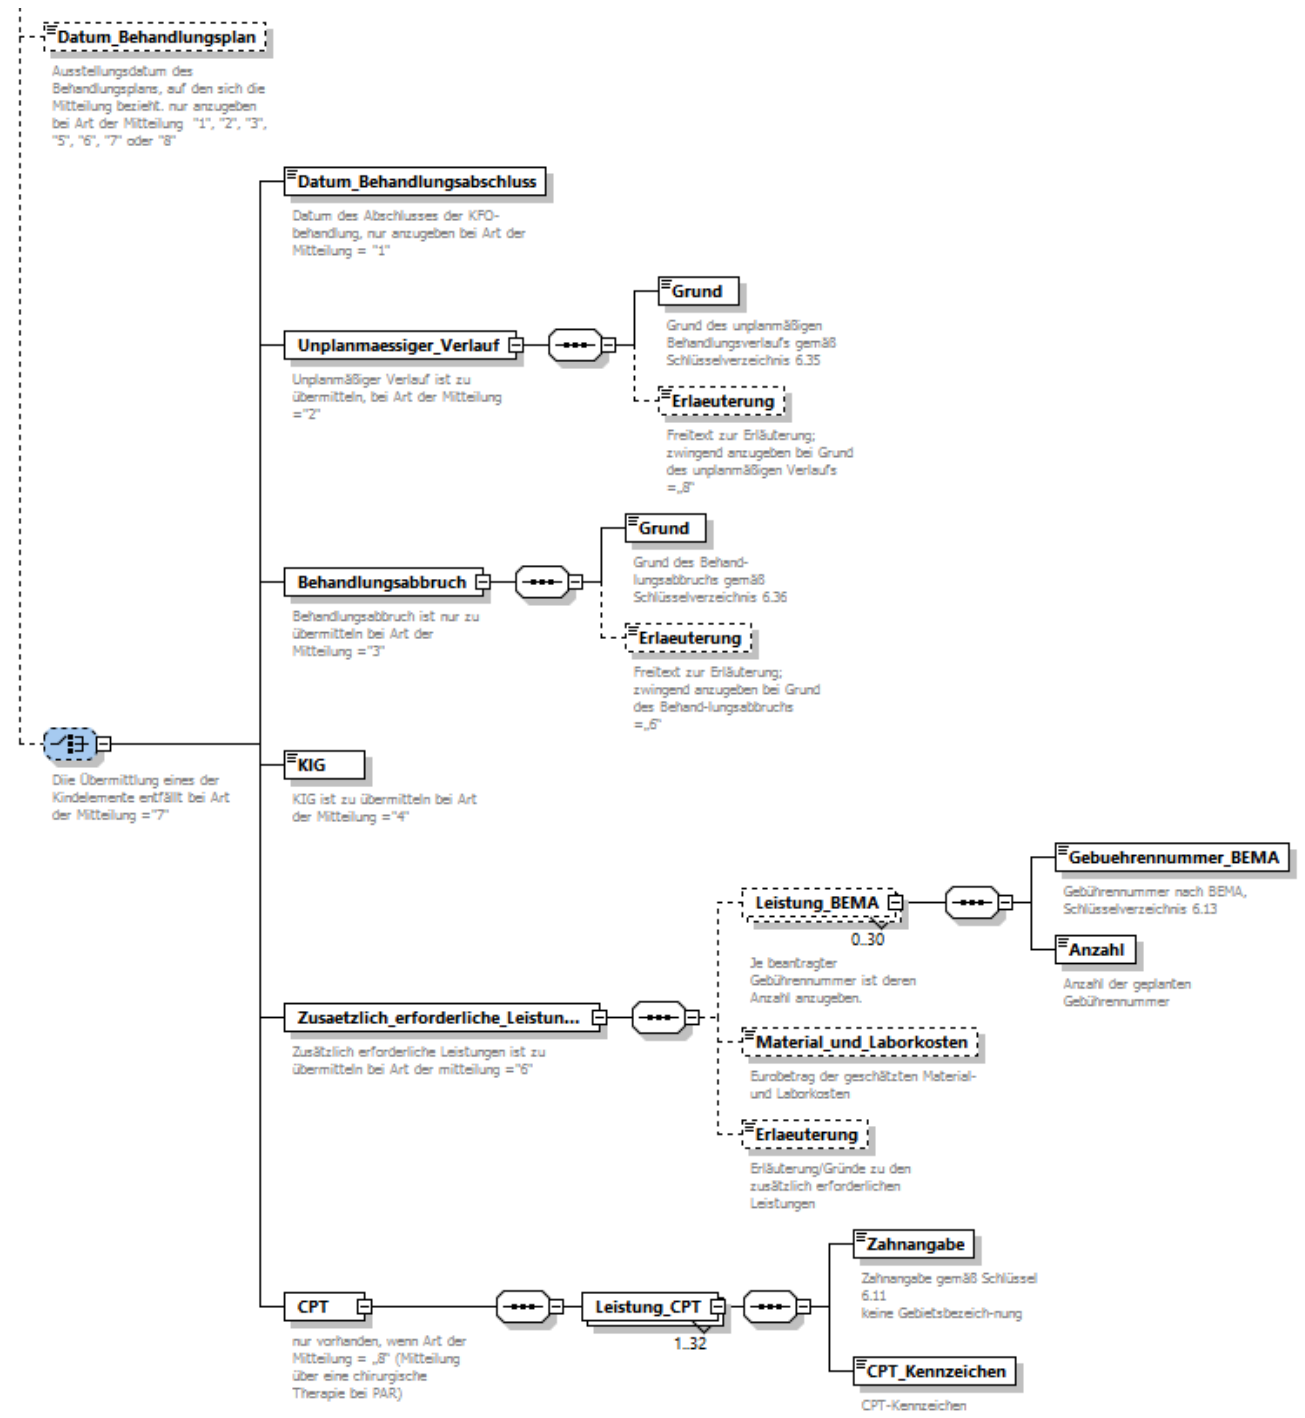 Datum_Behandlungsplan
Ausstellungsdatum des
Behandlungsplans, auf den sich die
Mitteilung bezieht. nur anzugeben
bei Art der Mitteilung "1", "2", "3",
"5", "6", "7" oder "8"
Datum_Behandlungsabschluss
Datum des Abschlusses der KFO-
behandlung, nur anzugeben bei Art der
Mitteilung = "1"
Grund
Grund des unplanmäßigen
Behandlungsverlaufs gemäß
Schlüsselverzeichnis 6.35
Unplanmaessiger_Verlauf
Unplanmäßiger Verlauf ist zu
übermitteln, bei Art der Mitteilung
="2"
Erlaeuterung
Freitext zur Erläuterung;
zwingend anzugeben bei Grund
des unplanmäßigen Verlaufs
=„8"
Grund
Grund des Behand-
lungsabbruchs gemäß
Schlüsselverzeichnis 6.36
Behandlungsabbruch
Behandlungsabbruch ist nur zu
übermitteln bei Art der
Mitteilung ="3"
Erlaeuterung
Freitext zur Erläuterung;
zwingend anzugeben bei Grund
des Behand-lungsabbruchs
=„6"
Diie Übermittlung eines der
Kindelemente entfällt bei Art
der Mitteilung ="7"
KIG
KIG ist zu übermitteln bei Art
der Mitteilung ="4"
Gebuehrennummer_BEMA
Gebührennummer nach BEMA,
Schlüsselverzeichnis 6.13
Leistung_BEMA
0..30
Je beantragter
Gebührennummer ist deren
Anzahl anzugeben.
Anzahl
Anzahl der geplanten
Gebührennummer
Zusaetzlich_erforderliche_Leistun...
Zusätzlich erforderliche Leistungen ist zu
übermitteln bei Art der mitteilung ="6"
Material_und_Laborkosten
Eurobetrag der geschätzten Material-
und Laborkosten
Erlaeuterung
Erläuterung/Gründe zu den
zusätzlich erforderlichen
Leistungen
Zahnangabe
Zahnangabe gemäß Schlüssel
6.11
keine Gebietsbezeich-nung
CPT
nur vorhanden, wenn Art der
Mitteilung = „8" (Mitteilung
über eine chirurgische
Therapie bei PAR)
Leistung_CPT
1..32
CPT_Kennzeichen
CPT-Kennzeichen